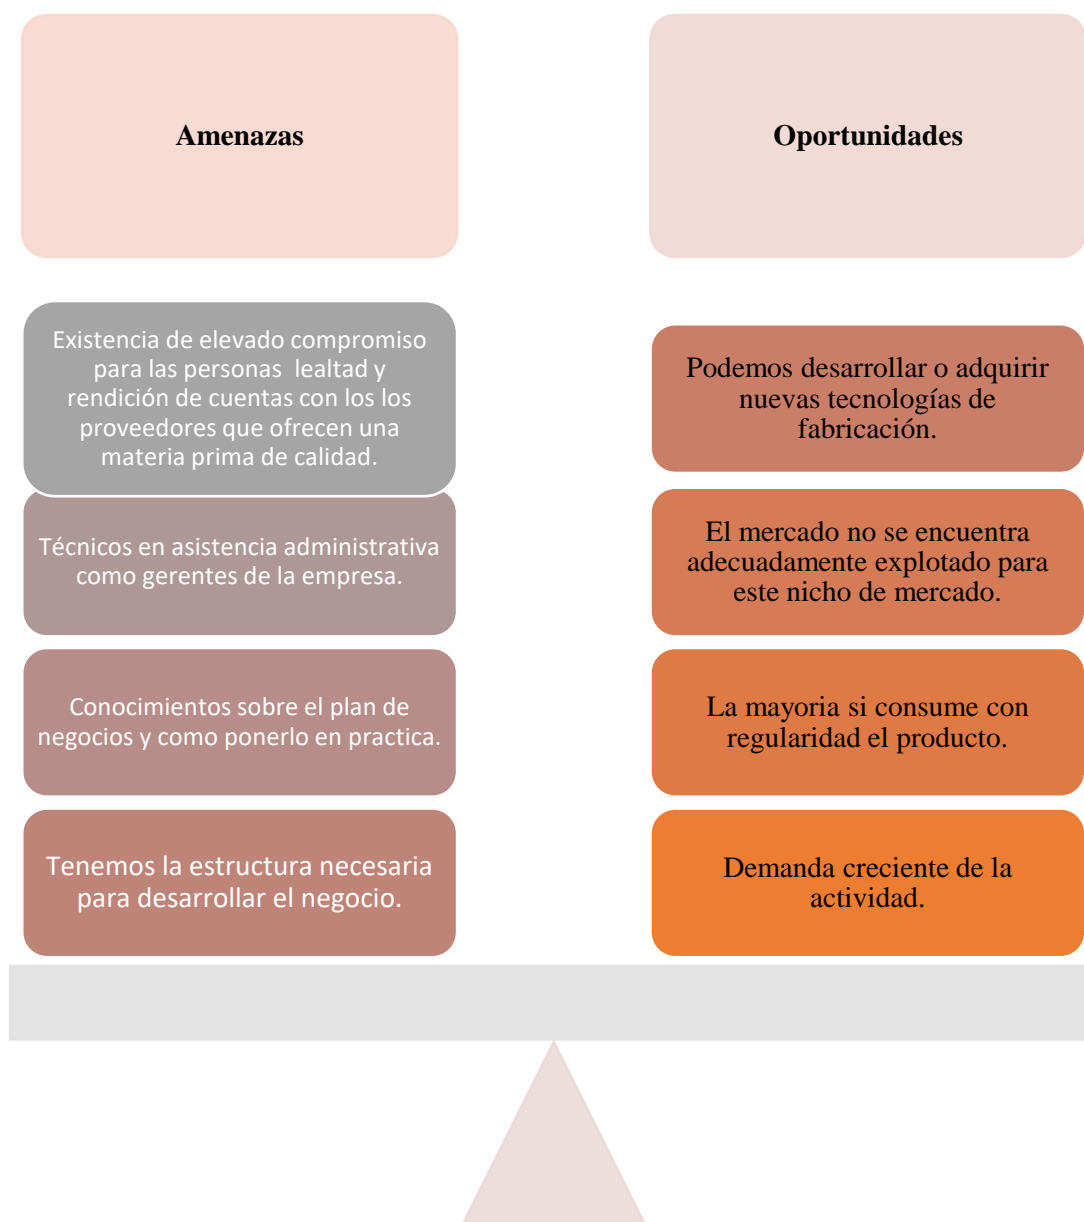 Amenazas
Existencia de elevado compromiso
para las personas  lealtad y
rendición de cuentas con los los
proveedores que ofrecen una
materia prima de calidad.
Técnicos en asistencia administrativa
como gerentes de la empresa.
Conocimientos sobre el plan de
negocios y como ponerlo en practica.
Tenemos la estructura necesaria
para desarrollar el negocio.
Oportunidades
Podemos desarrollar o adquirir
nuevas tecnologías de
fabricación.
El mercado no se encuentra
adecuadamente explotado para
este nicho de mercado.
La mayoria si consume con
regularidad el producto.
Demanda creciente de la
actividad.